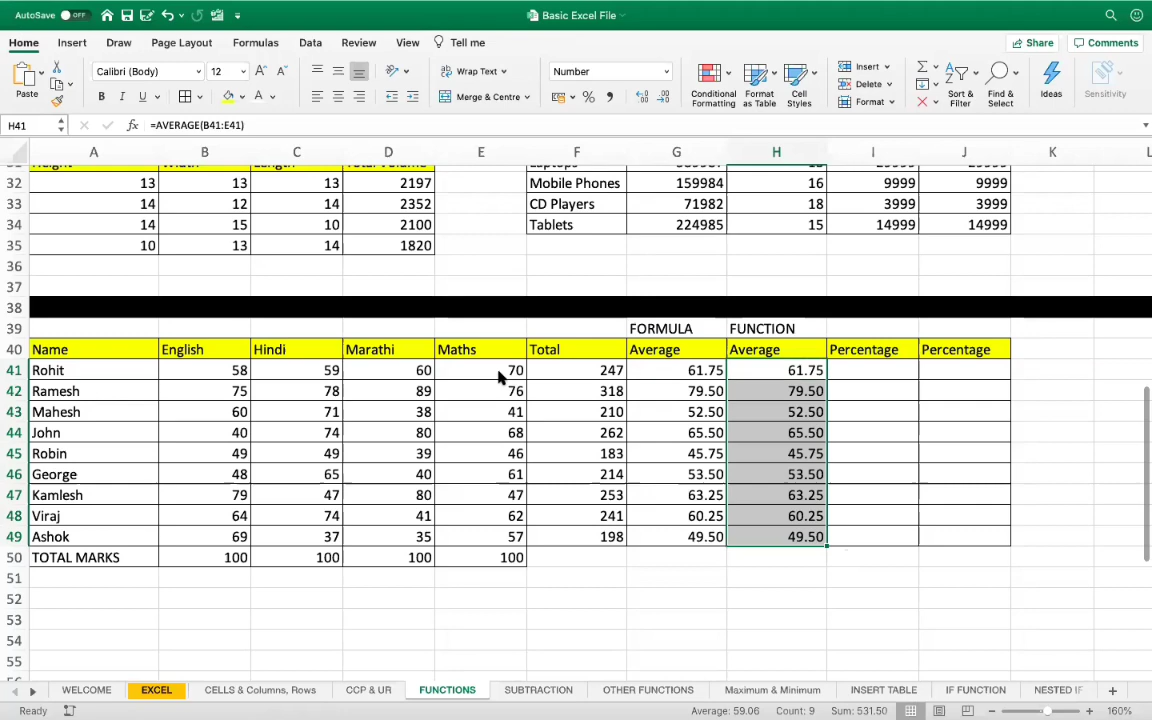 AutoSave OFF Basic Excel File
Home Insert Draw Page Layout Formulas Data Review View Tell me Share Comments
Paste Calibri (Body) 12 A A Wrap Text Number Conditional Formatting Format as Table Cell Styles Insert Sort & Filter Find & Select Ideas Sensitivity
B I U A Merge & Centre % Delete Format
H41 fx =AVERAGE(B41:E41)
A B C D E F G H I J K L
32 13 13 13 2197 Mobile Phones 159984 16 9999 9999
33 14 12 14 2352 CD Players 71982 18 3999 3999
34 14 15 10 2100 Tablets 224985 15 14999 14999
35 10 13 14 1820
36
37
38
39 FORMULA FUNCTION
40 Name English Hindi Marathi Maths Total Average Average Percentage Percentage
41 Rohit 58 59 60 70 247 61.75 61.75
42 Ramesh 75 78 89 76 318 79.50 79.50
43 Mahesh 60 71 38 41 210 52.50 52.50
44 John 40 74 80 68 262 65.50 65.50
45 Robin 49 49 39 46 183 45.75 45.75
46 George 48 65 40 61 214 53.50 53.50
47 Kamlesh 79 47 80 47 253 63.25 63.25
48 Viraj 64 74 41 62 241 60.25 60.25
49 Ashok 69 37 35 57 198 49.50 49.50
50 TOTAL MARKS 100 100 100 100
51
52
53
54
55
WELCOME EXCEL CELLS & Columns, Rows CCP & UR FUNCTIONS SUBTRACTION OTHER FUNCTIONS Maximum & Minimum INSERT TABLE IF FUNCTION NESTED IF +
Ready Average: 59.06 Count: 9 Sum: 531.50 160%